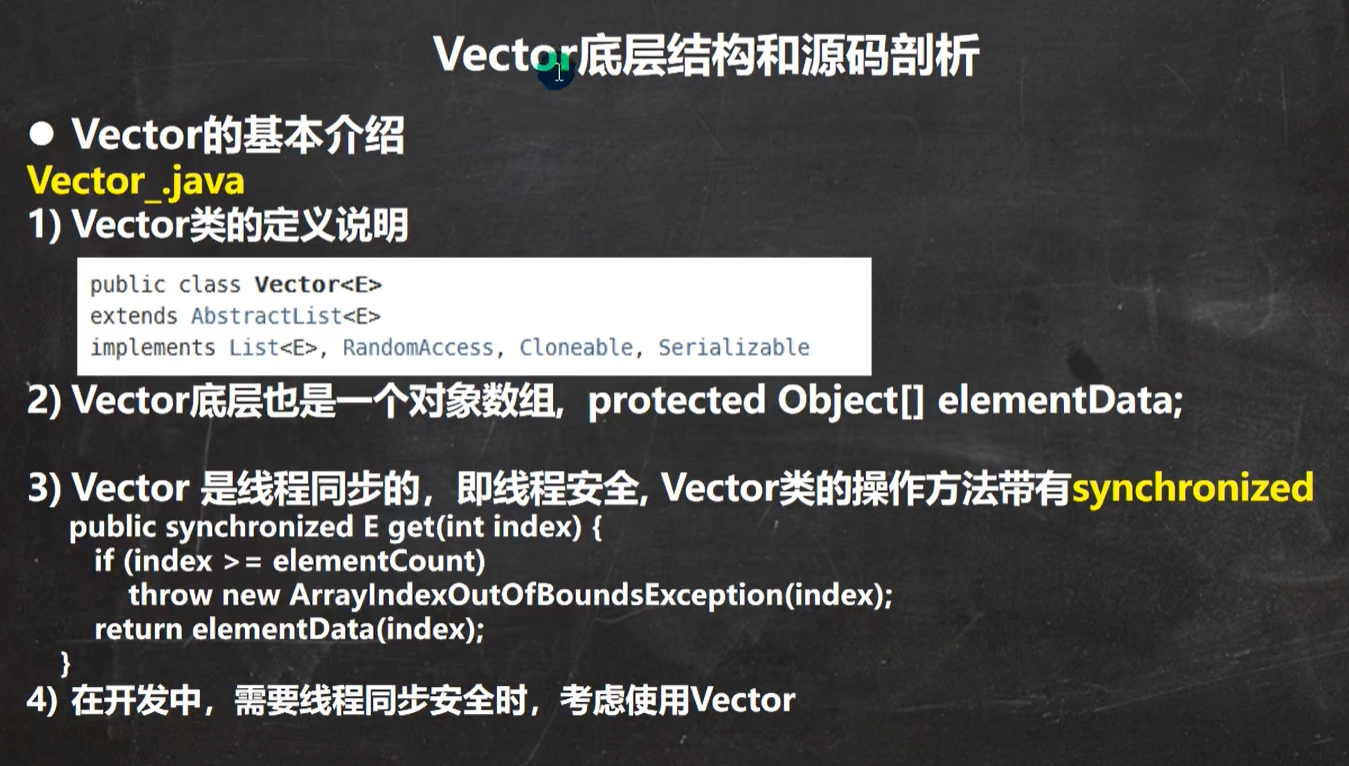 Vector底层结构和源码剖析
● Vector的基本介绍
Vector_.java
1) Vector类的定义说明
public class Vector<E>
extends AbstractList<E>
implements List<E>, RandomAccess, Cloneable, Serializable
2) Vector底层也是一个对象数组, protected Object[] elementData;
3) Vector 是线程同步的，即线程安全, Vector类的操作方法带有synchronized
public synchronized E get(int index) {
if (index >= elementCount)
throw new ArrayIndexOutOfBoundsException(index);
return elementData(index);
}
4) 在开发中，需要线程同步安全时，考虑使用Vector